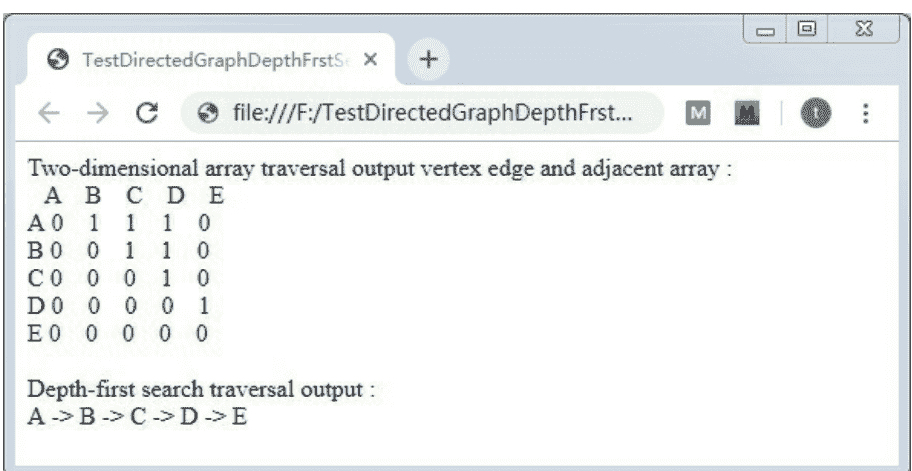 TestDirectedGraphDepthFrstS
file:///F:/TestDirectedGraphDepthFrst...
M
M
t
Two-dimensional array traversal output vertex edge and adjacent array :
A B C D E
A 0 1 1 1 0
B 0 0 1 1 0
C 0 0 0 1 0
D 0 0 0 0 1
E 0 0 0 0 0
Depth-first search traversal output :
A -> B -> C -> D -> E